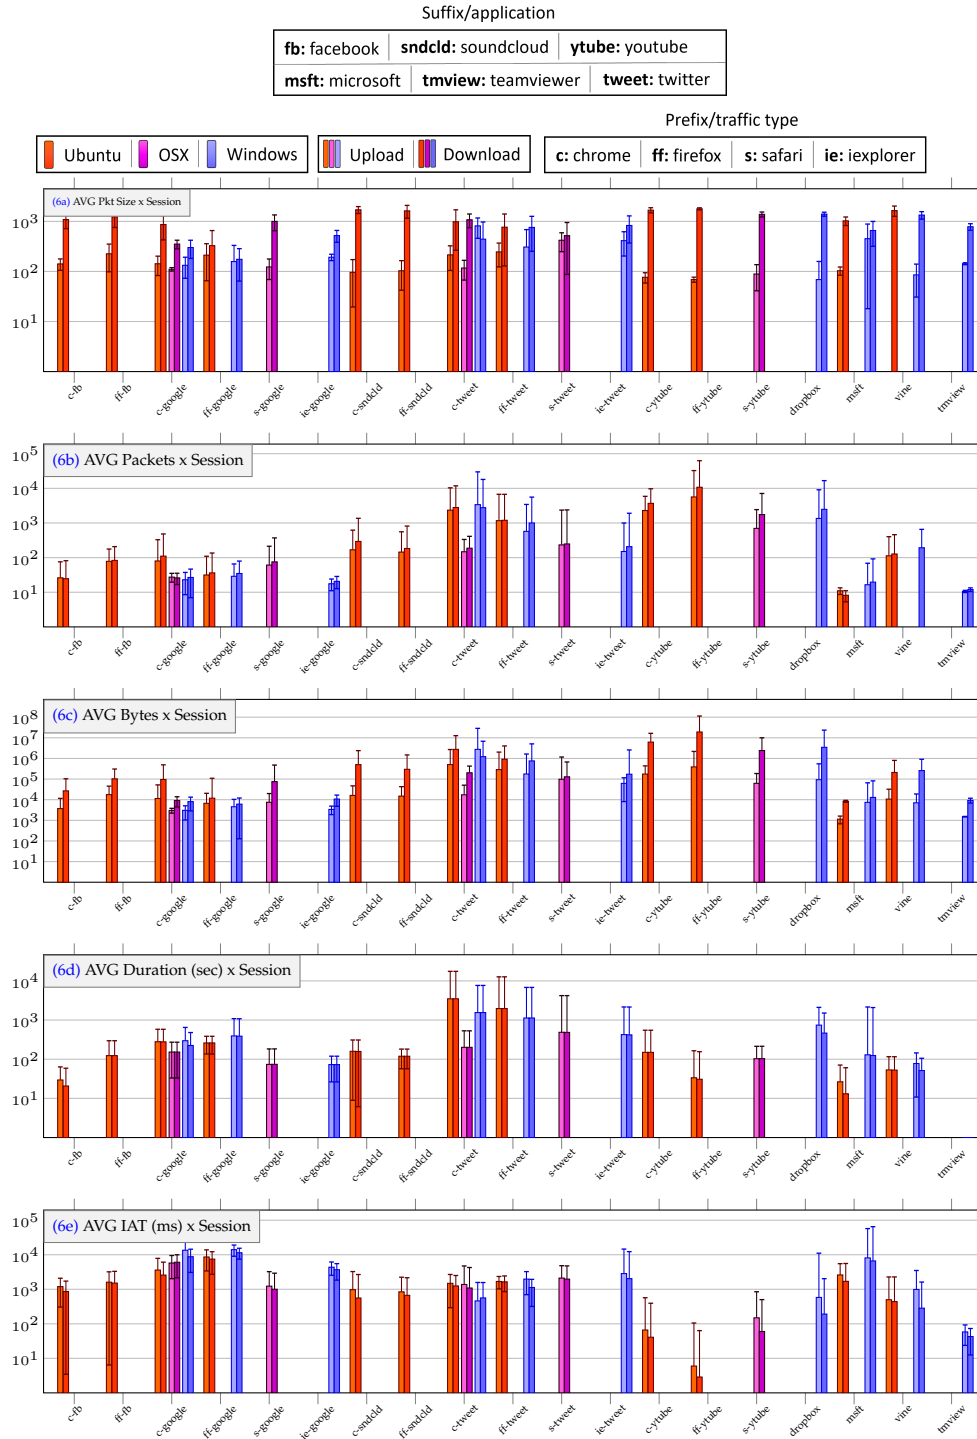 Suffix/application
fb: facebook sndcld: soundcloud ytube: youtube
msft: microsoft tmview: teamviewer tweet: twitter
Prefix/traffic type
Ubuntu OSX Windows Upload Download c: chrome ff: firefox s: safari ie: iexplorer
(6a) AVG Pkt Size x Session
10³
10²
10¹
c-fb ff-fb c-google ff-google s-google ie-google c-sndcld ff-sndcld c-tweet ff-tweet s-tweet ie-tweet c-ytube ff-ytube s-ytube dropbox msft vine tmview
(6b) AVG Packets x Session
10⁵
10⁴
10³
10²
10¹
c-fb ff-fb c-google ff-google s-google ie-google c-sndcld ff-sndcld c-tweet ff-tweet s-tweet ie-tweet c-ytube ff-ytube s-ytube dropbox msft vine tmview
(6c) AVG Bytes x Session
10⁸
10⁷
10⁶
10⁵
10⁴
10³
10²
10¹
c-fb ff-fb c-google ff-google s-google ie-google c-sndcld ff-sndcld c-tweet ff-tweet s-tweet ie-tweet c-ytube ff-ytube s-ytube dropbox msft vine tmview
(6d) AVG Duration (sec) x Session
10⁴
10³
10²
10¹
c-fb ff-fb c-google ff-google s-google ie-google c-sndcld ff-sndcld c-tweet ff-tweet s-tweet ie-tweet c-ytube ff-ytube s-ytube dropbox msft vine tmview
(6e) AVG IAT (ms) x Session
10⁵
10⁴
10³
10²
10¹
c-fb ff-fb c-google ff-google s-google ie-google c-sndcld ff-sndcld c-tweet ff-tweet s-tweet ie-tweet c-ytube ff-ytube s-ytube dropbox msft vine tmview